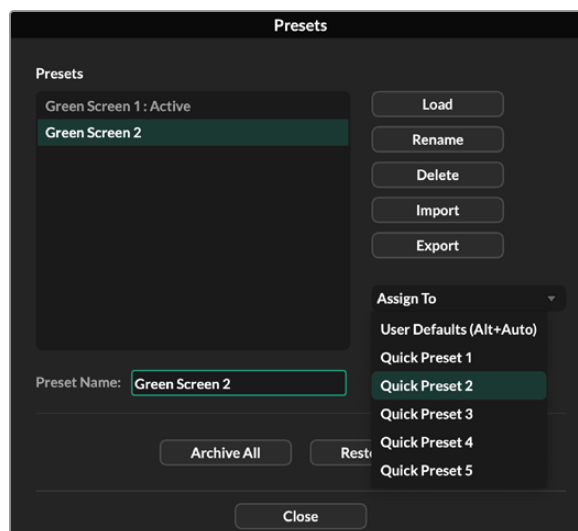 Presets
Presets
Green Screen 1 : Active
Green Screen 2
Load
Rename
Delete
Import
Export
Assign To
User Defaults (Alt+Auto)
Quick Preset 1
Quick Preset 2
Quick Preset 3
Quick Preset 4
Quick Preset 5
Preset Name: Green Screen 2
Archive All
Close